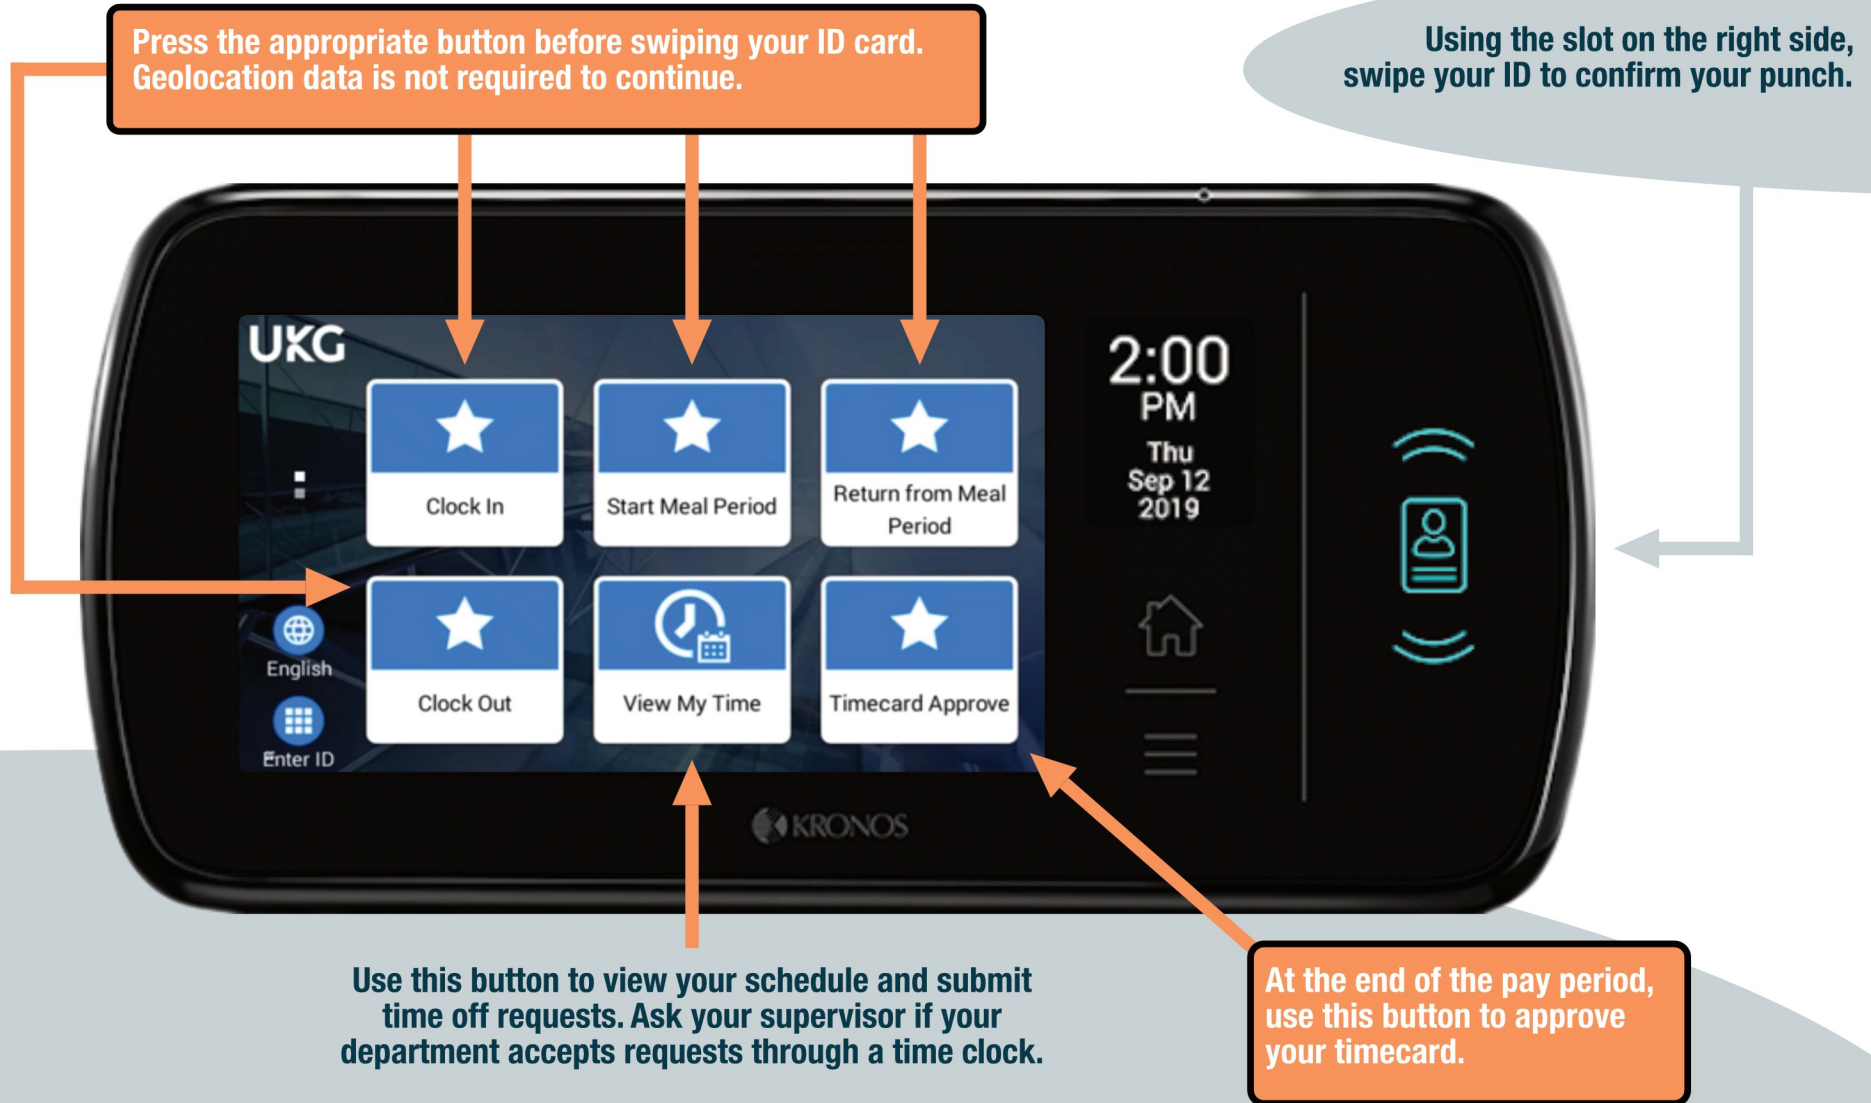 Press the appropriate button before swiping your ID card.
Geolocation data is not required to continue.
Using the slot on the right side,
swipe your ID to confirm your punch.
UKG
Clock In
Start Meal Period
Return from Meal
Period
2:00
PM
Thu
Sep 12
2019
English
Enter ID
Clock Out
View My Time
Timecard Approve
KRONOS
Use this button to view your schedule and submit
time off requests. Ask your supervisor if your
department accepts requests through a time clock.
At the end of the pay period,
use this button to approve
your timecard.